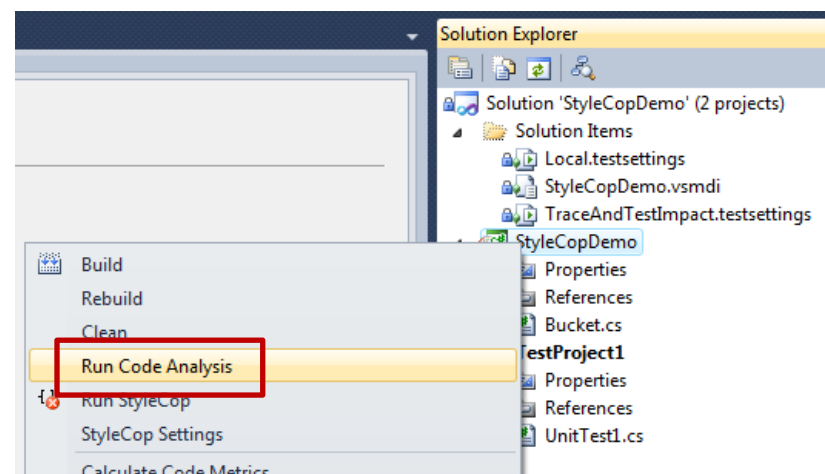 Solution Explorer
Solution 'StyleCopDemo' (2 projects)
Solution Items
Local.testsettings
StyleCopDemo.vsmdi
TraceAndTestImpact.testsettings
StyleCopDemo
Properties
References
Bucket.cs
TestProject1
Properties
References
UnitTest1.cs
Build
Rebuild
Clean
Run Code Analysis
Run StyleCop
StyleCop Settings
Calculate Code Metrics